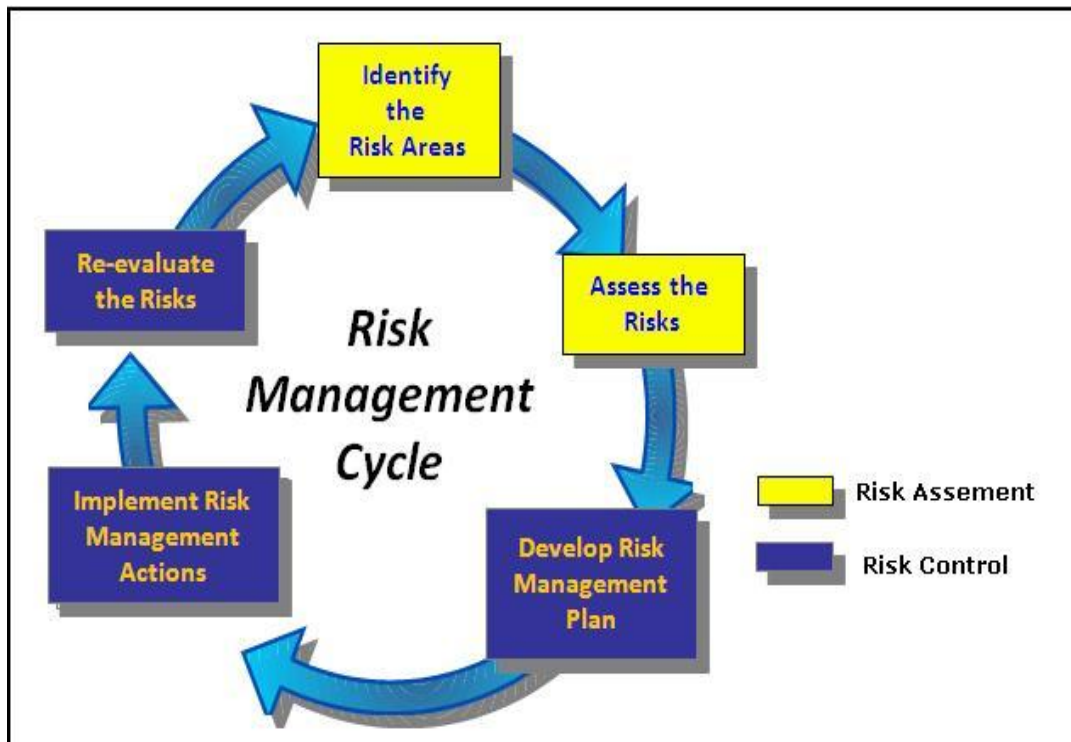 Identify
the
Risk Areas
Assess the
Risks
Develop Risk
Management
Plan
Implement Risk
Management
Actions
Re-evaluate
the Risks
Risk
Management
Cycle
Risk Assement
Risk Control